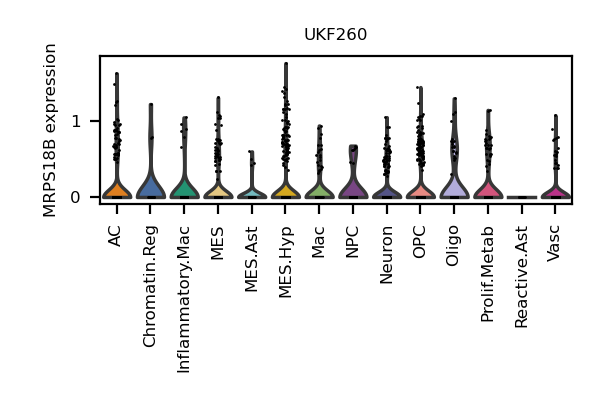 UKF260
MRPS18B expression
1
0
AC
Chromatin.Reg
Inflammatory.Mac
MES
MES.Ast
MES.Hyp
Mac
NPC
Neuron
OPC
Oligo
Prolif.Metab
Reactive.Ast
Vasc